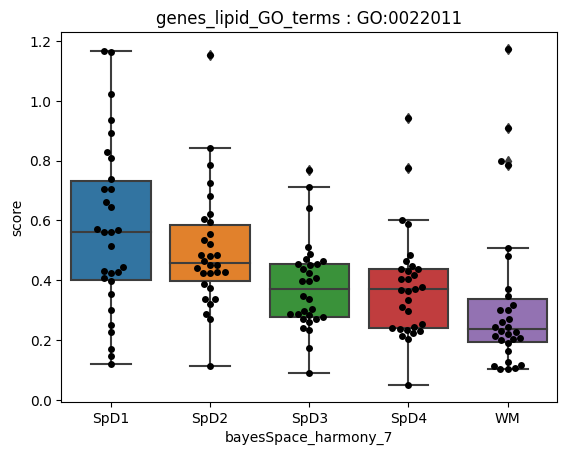 genes_lipid_GO_terms : GO:0022011
1.2
1.0
0.8
0.6
0.4
0.2
0.0
score
SpD1 SpD2 SpD3 SpD4 WM
bayesSpace_harmony_7